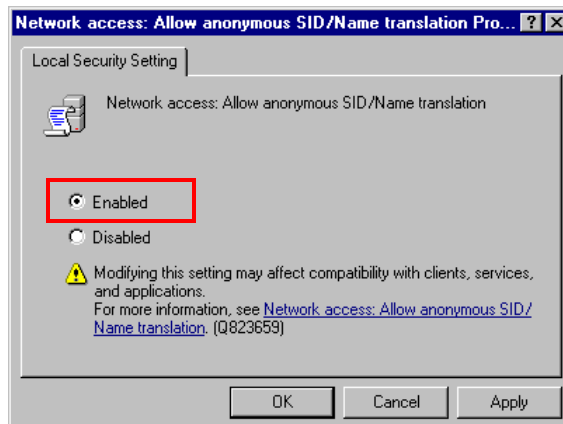 Network access: Allow anonymous SID/Name translation Pro...
Local Security Setting
Network access: Allow anonymous SID/Name translation
Enabled
Disabled
Modifying this setting may affect compatibility with clients, services,
and applications.
For more information, see Network access: Allow anonymous SID/
Name translation. (Q823659)
OK Cancel Apply